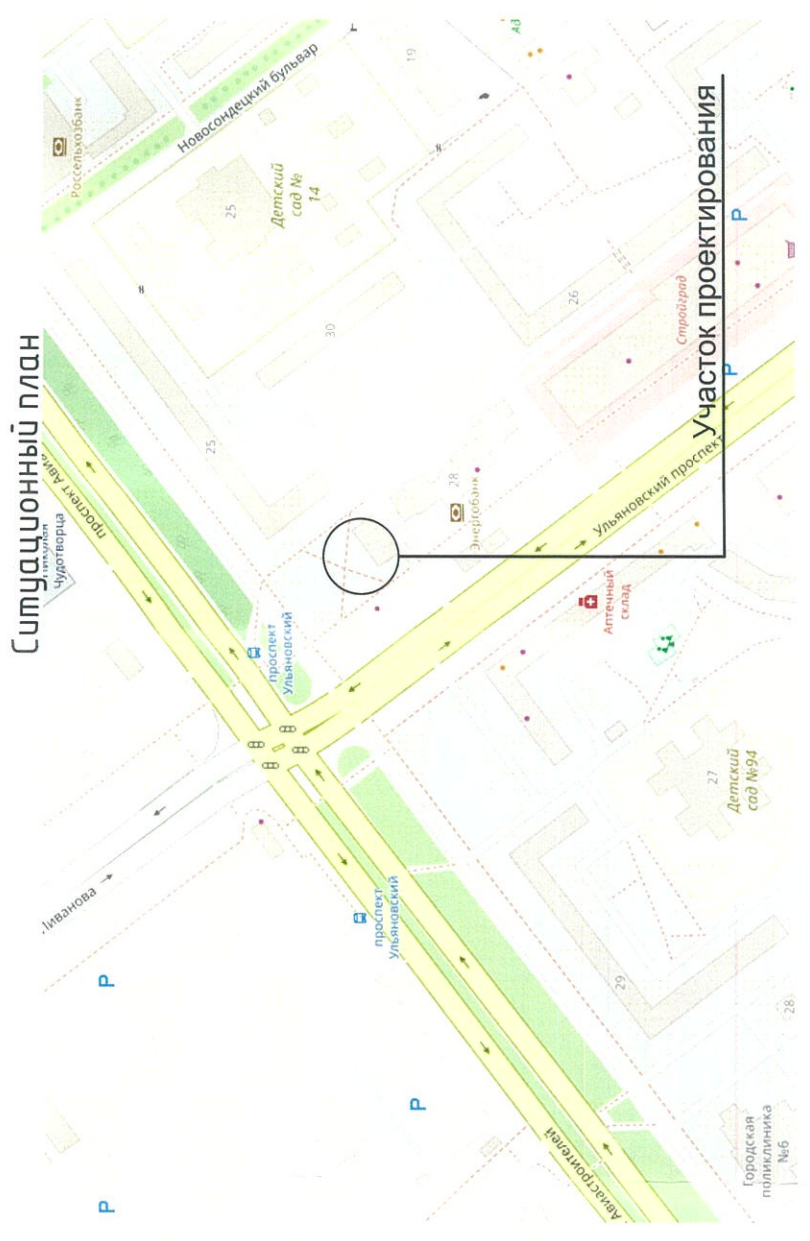 Ситуационный план
Россельхозбанк
Новосондецкий бульвар
19
25
Детский
сад №
14
30
25
26
Стройград
P
P
Участок проектирования
проспект Авиа
Чудотворца
28
Энергобанк
Ульяновский проспект
проспект
Ульяновский
Аптечный
склад
27
Детский
сад №94
Ливанова
проспект
Ульяновский
P
P
P
29
28
Авиастроителей
Городская
поликлиника
№6